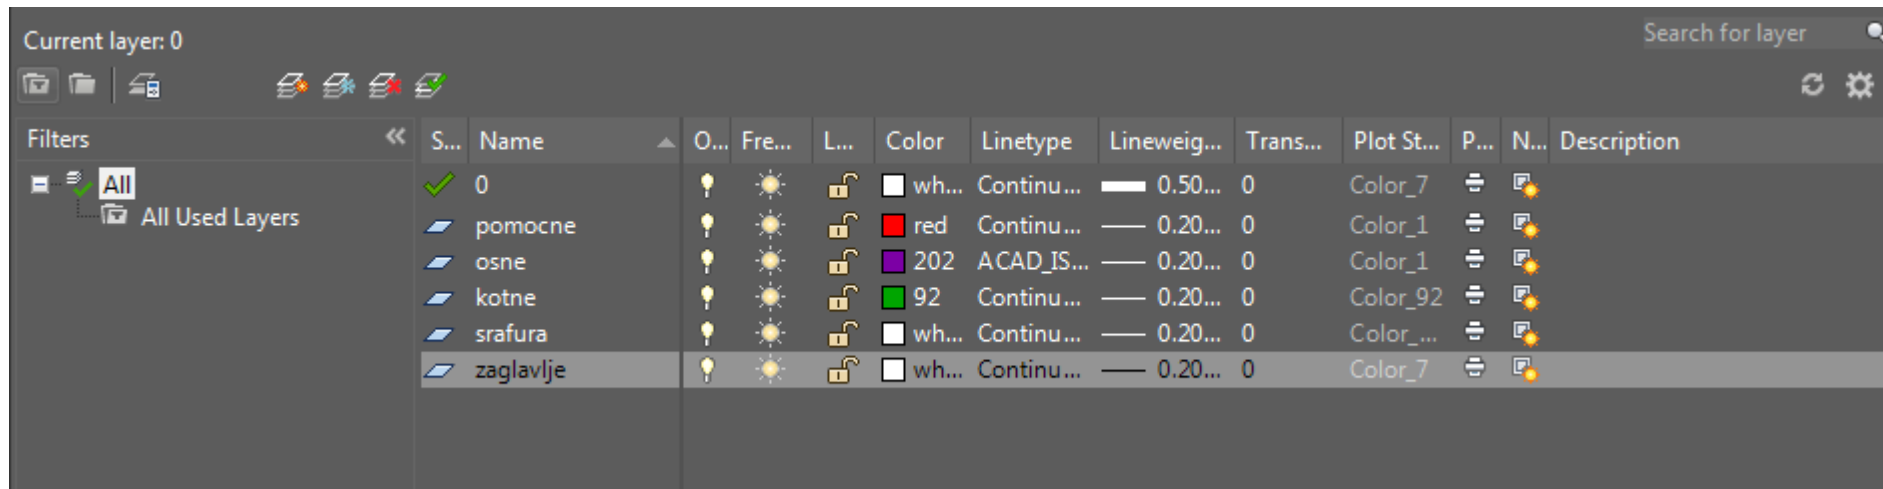 Current layer: 0
Search for layer
Filters
S... Name O... Fre... L... Color Linetype Lineweig... Trans... Plot St... P... N... Description
All
All Used Layers
0 wh... Continu... 0.50... 0 Color_7
pomocne red Continu... 0.20... 0 Color_1
osne 202 ACAD_IS... 0.20... 0 Color_1
kotne 92 Continu... 0.20... 0 Color_92
srafura wh... Continu... 0.20... 0 Color_...
zaglavlje wh... Continu... 0.20... 0 Color_7